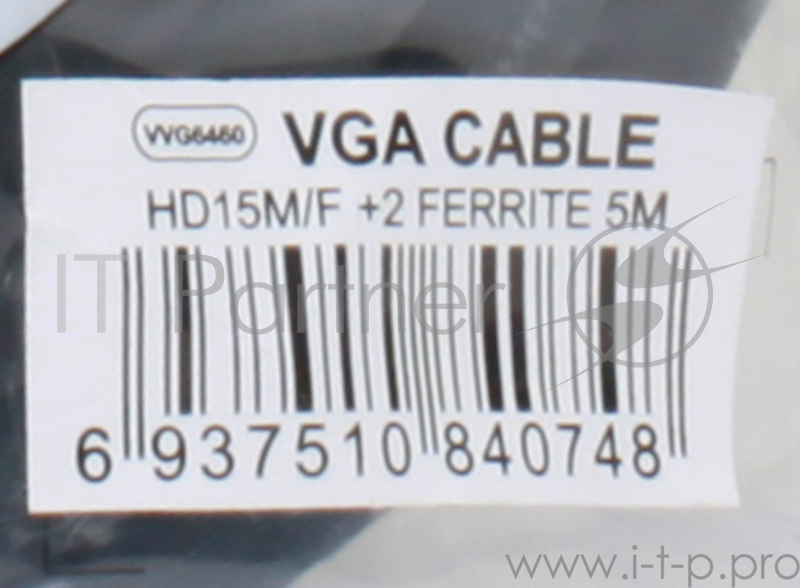 VVG6460 VGA CABLE
HD15M/F +2 FERRITE 5M
IT Partner
6 937510 840748
www.i-t-p.pro